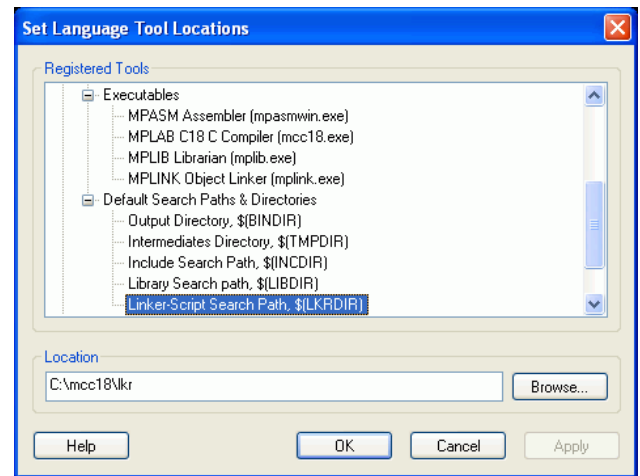 Set Language Tool Locations
Registered Tools
Executables
MPASM Assembler (mpasmwin.exe)
MPLAB C18 C Compiler (mcc18.exe)
MPLIB Librarian (mplib.exe)
MPLINK Object Linker (mplink.exe)
Default Search Paths & Directories
Output Directory, $(BINDIR)
Intermediates Directory, $(TMPDIR)
Include Search Path, $(INCDIR)
Library Search path, $(LIBDIR)
Linker-Script Search Path, $(LKRDIR)
Location
C:\mcc18\lkr
Browse...
Help
OK
Cancel
Apply